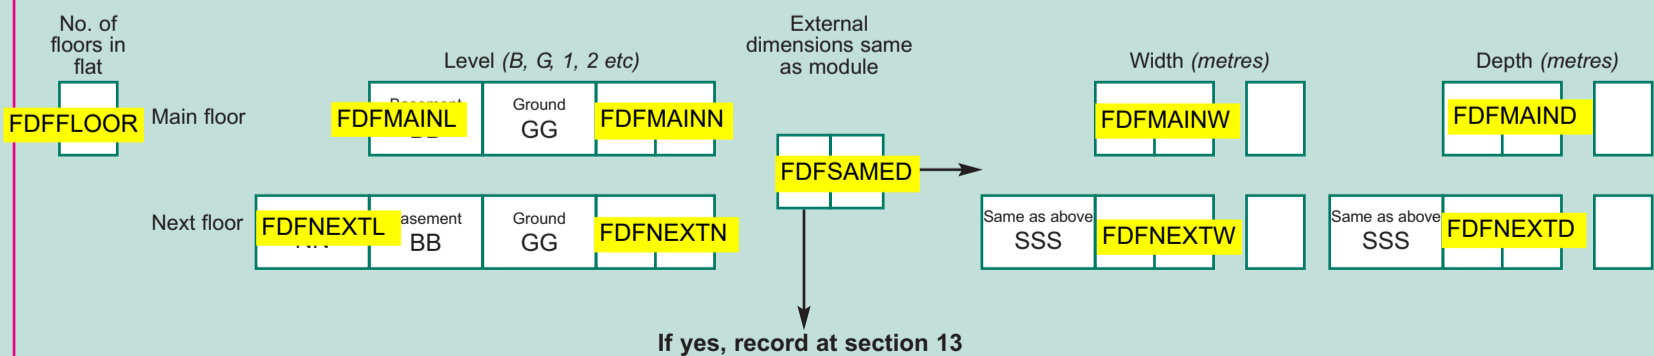 No. of
floors in
flat
Level (B, G, 1, 2 etc)
External
dimensions same
as module
Width (metres)
Depth (metres)
FDFFLOOR
Main floor
FDFMAINL
Ground
GG
FDFMAINN
FDFMAINW
FDFMAIND
FDFSAMED
Next floor
FDFNEXTL
BB
Ground
GG
FDFNEXTN
Same as above
SSS
FDFNEXTW
Same as above
SSS
FDFNEXTD
If yes, record at section 13